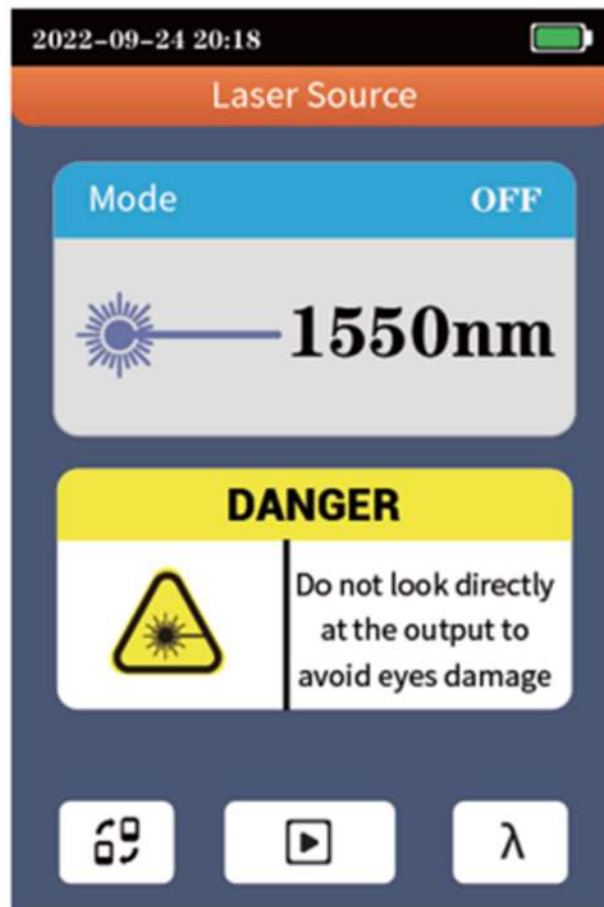 2022-09-24 20:18
Laser Source
Mode OFF
1550nm
DANGER
Do not look directly
at the output to
avoid eyes damage
λ